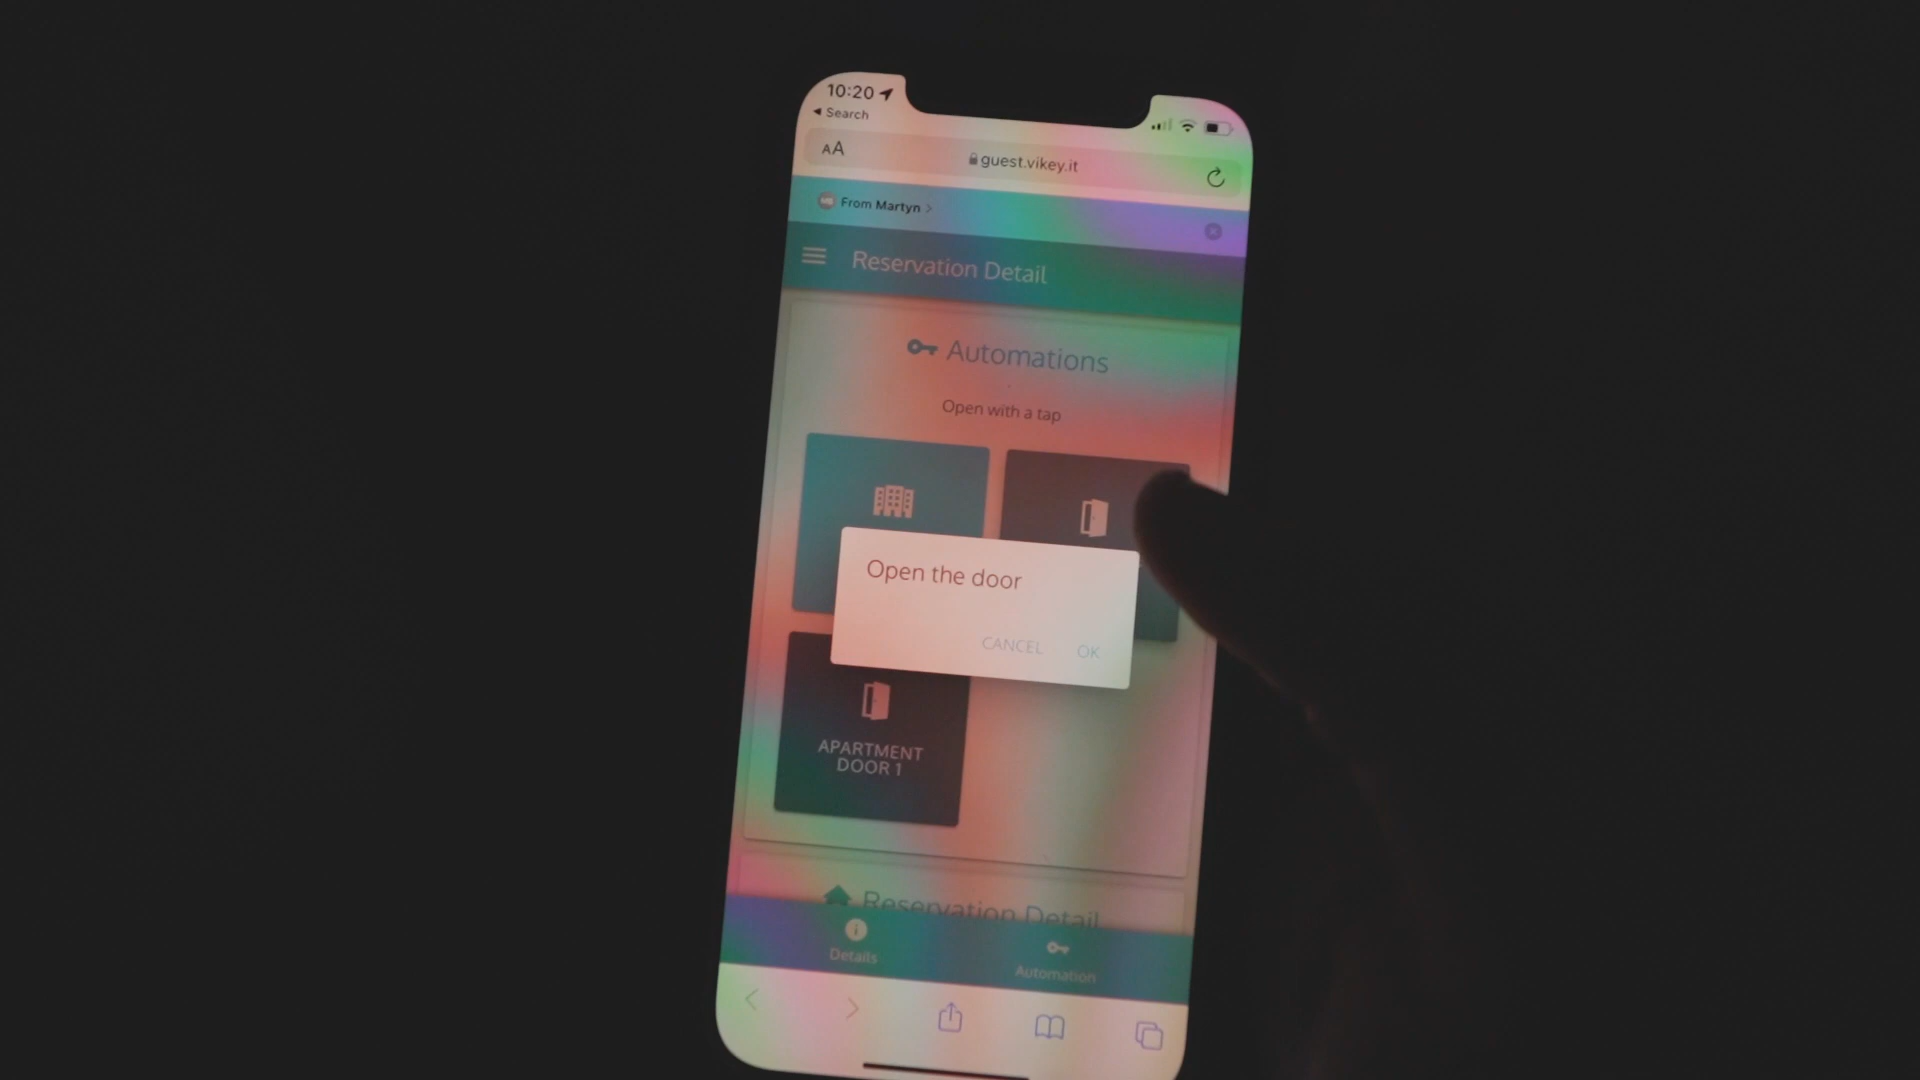 10:20
Search
AA
guest.vikey.it
From Martyn
Reservation Detail
Automations
Open with a tap
Open the door
CANCEL OK
APARTMENT
DOOR 1
Reservation Detail
Details
Automation